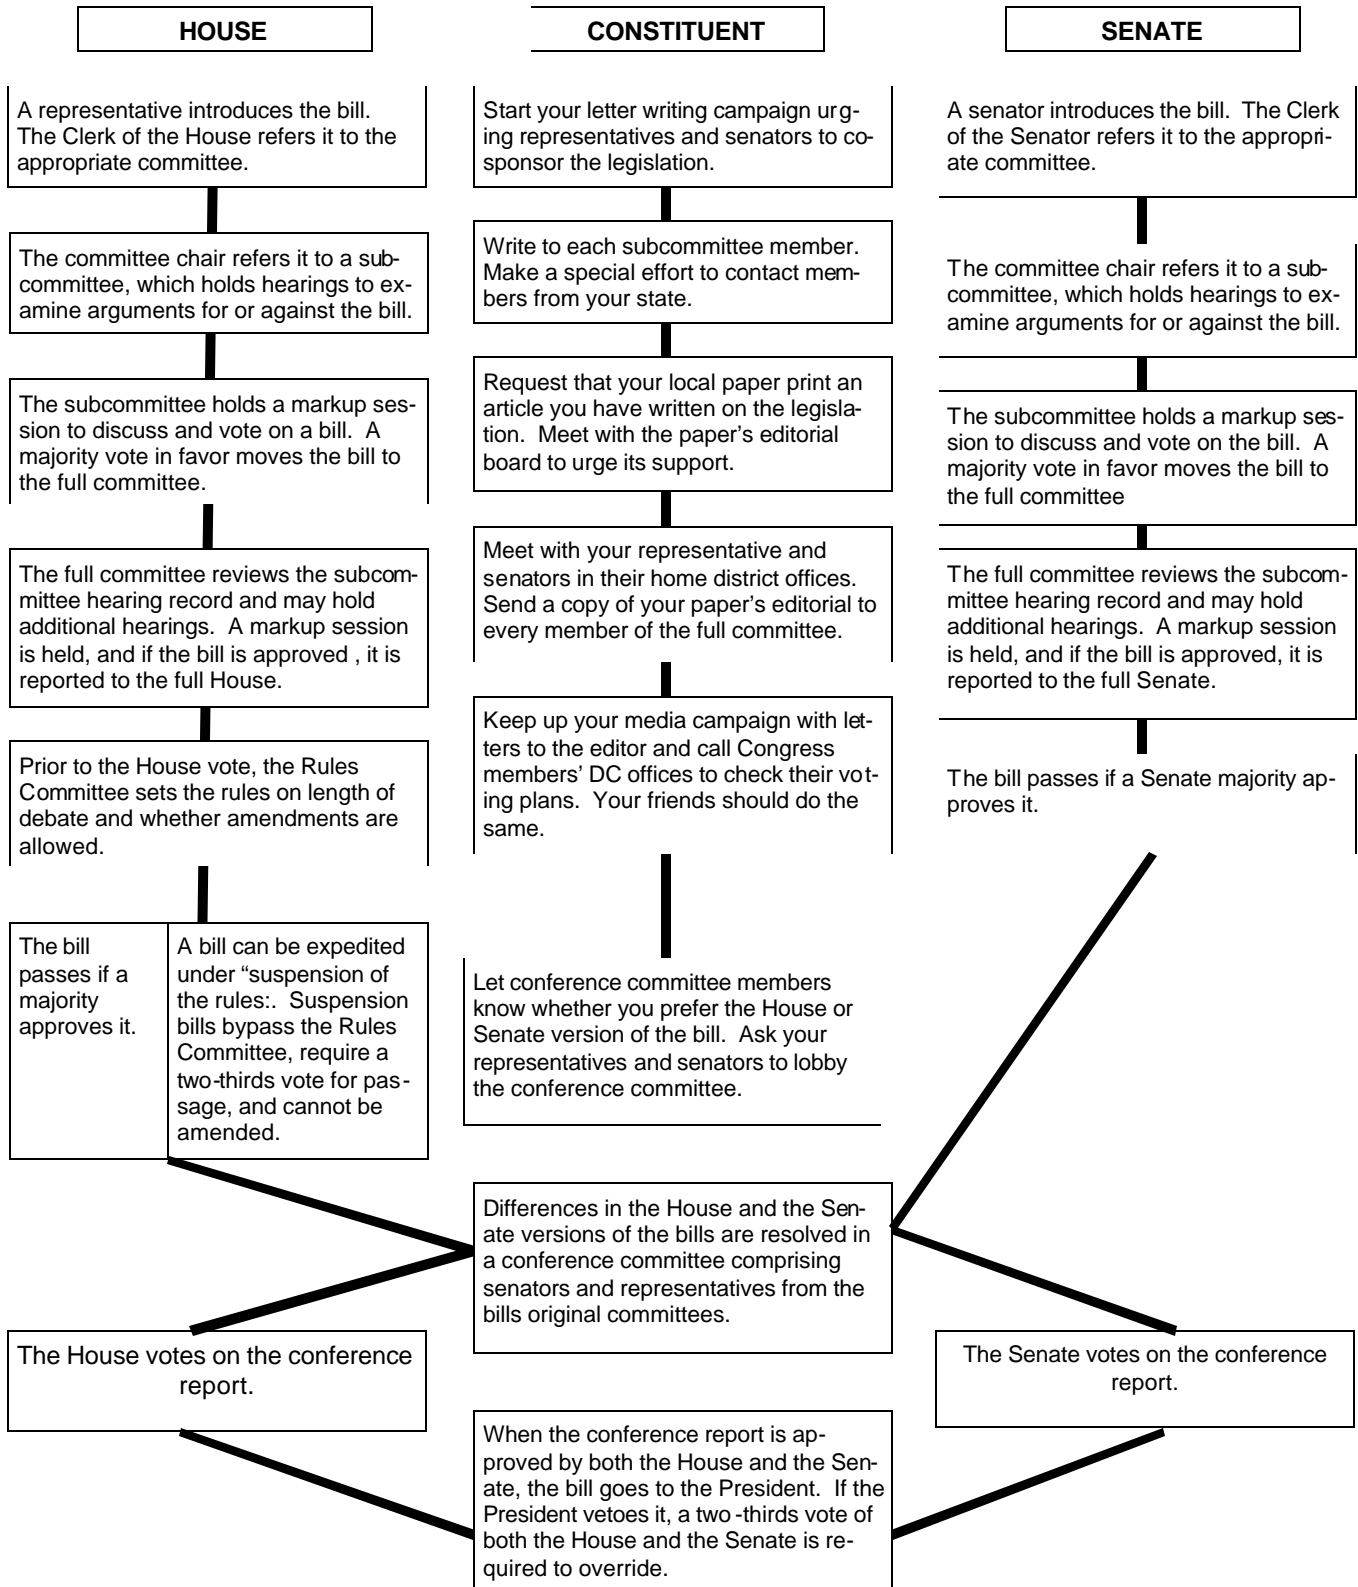 HOUSE
CONSTITUENT
SENATE
A representative introduces the bill.
The Clerk of the House refers it to the
appropriate committee.
Start your letter writing campaign urg-
ing representatives and senators to co-
sponsor the legislation.
A senator introduces the bill. The Clerk
of the Senator refers it to the appropri-
ate committee.
The committee chair refers it to a sub-
committee, which holds hearings to ex-
amine arguments for or against the bill.
Write to each subcommittee member.
Make a special effort to contact mem-
bers from your state.
The committee chair refers it to a sub-
committee, which holds hearings to ex-
amine arguments for or against the bill.
The subcommittee holds a markup ses-
sion to discuss and vote on a bill. A
majority vote in favor moves the bill to
the full committee.
Request that your local paper print an
article you have written on the legisla-
tion. Meet with the paper's editorial
board to urge its support.
The subcommittee holds a markup ses-
sion to discuss and vote on the bill. A
majority vote in favor moves the bill to
the full committee
The full committee reviews the subcom-
mittee hearing record and may hold
additional hearings. A markup session
is held, and if the bill is approved , it is
reported to the full House.
Meet with your representative and
senators in their home district offices.
Send a copy of your paper's editorial to
every member of the full committee.
The full committee reviews the subcom-
mittee hearing record and may hold
additional hearings. A markup session
is held, and if the bill is approved, it is
reported to the full Senate.
Prior to the House vote, the Rules
Committee sets the rules on length of
debate and whether amendments are
allowed.
Keep up your media campaign with let-
ters to the editor and call Congress
members' DC offices to check their vot-
ing plans. Your friends should do the
same.
The bill passes if a Senate majority ap-
proves it.
The bill
passes if a
majority
approves it.
A bill can be expedited
under “suspension of
the rules:. Suspension
bills bypass the Rules
Committee, require a
two-thirds vote for pas-
sage, and cannot be
amended.
Let conference committee members
know whether you prefer the House or
Senate version of the bill. Ask your
representatives and senators to lobby
the conference committee.
Differences in the House and the Sen-
ate versions of the bills are resolved in
a conference committee comprising
senators and representatives from the
bills original committees.
The House votes on the conference
report.
The Senate votes on the conference
report.
When the conference report is ap-
proved by both the House and the Sen-
ate, the bill goes to the President. If the
President vetoes it, a two -thirds vote of
both the House and the Senate is re-
quired to override.